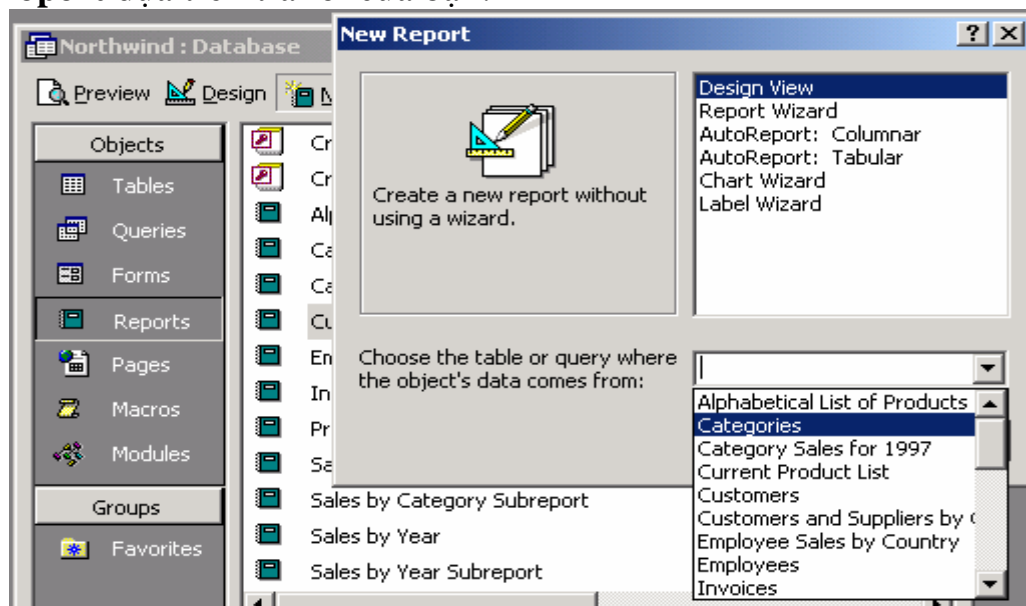 Northwind : Database
Preview Design
Objects
Tables
Queries
Forms
Reports
Pages
Macros
Modules
Groups
Favorites
Sales by Category Subreport
Sales by Year
Sales by Year Subreport
New Report
Create a new report without
using a wizard.
Design View
Report Wizard
AutoReport: Columnar
AutoReport: Tabular
Chart Wizard
Label Wizard
Choose the table or query where
the object's data comes from:
Alphabetical List of Products
Categories
Category Sales for 1997
Current Product List
Customers
Customers and Suppliers by
Employee Sales by Country
Employees
Invoices